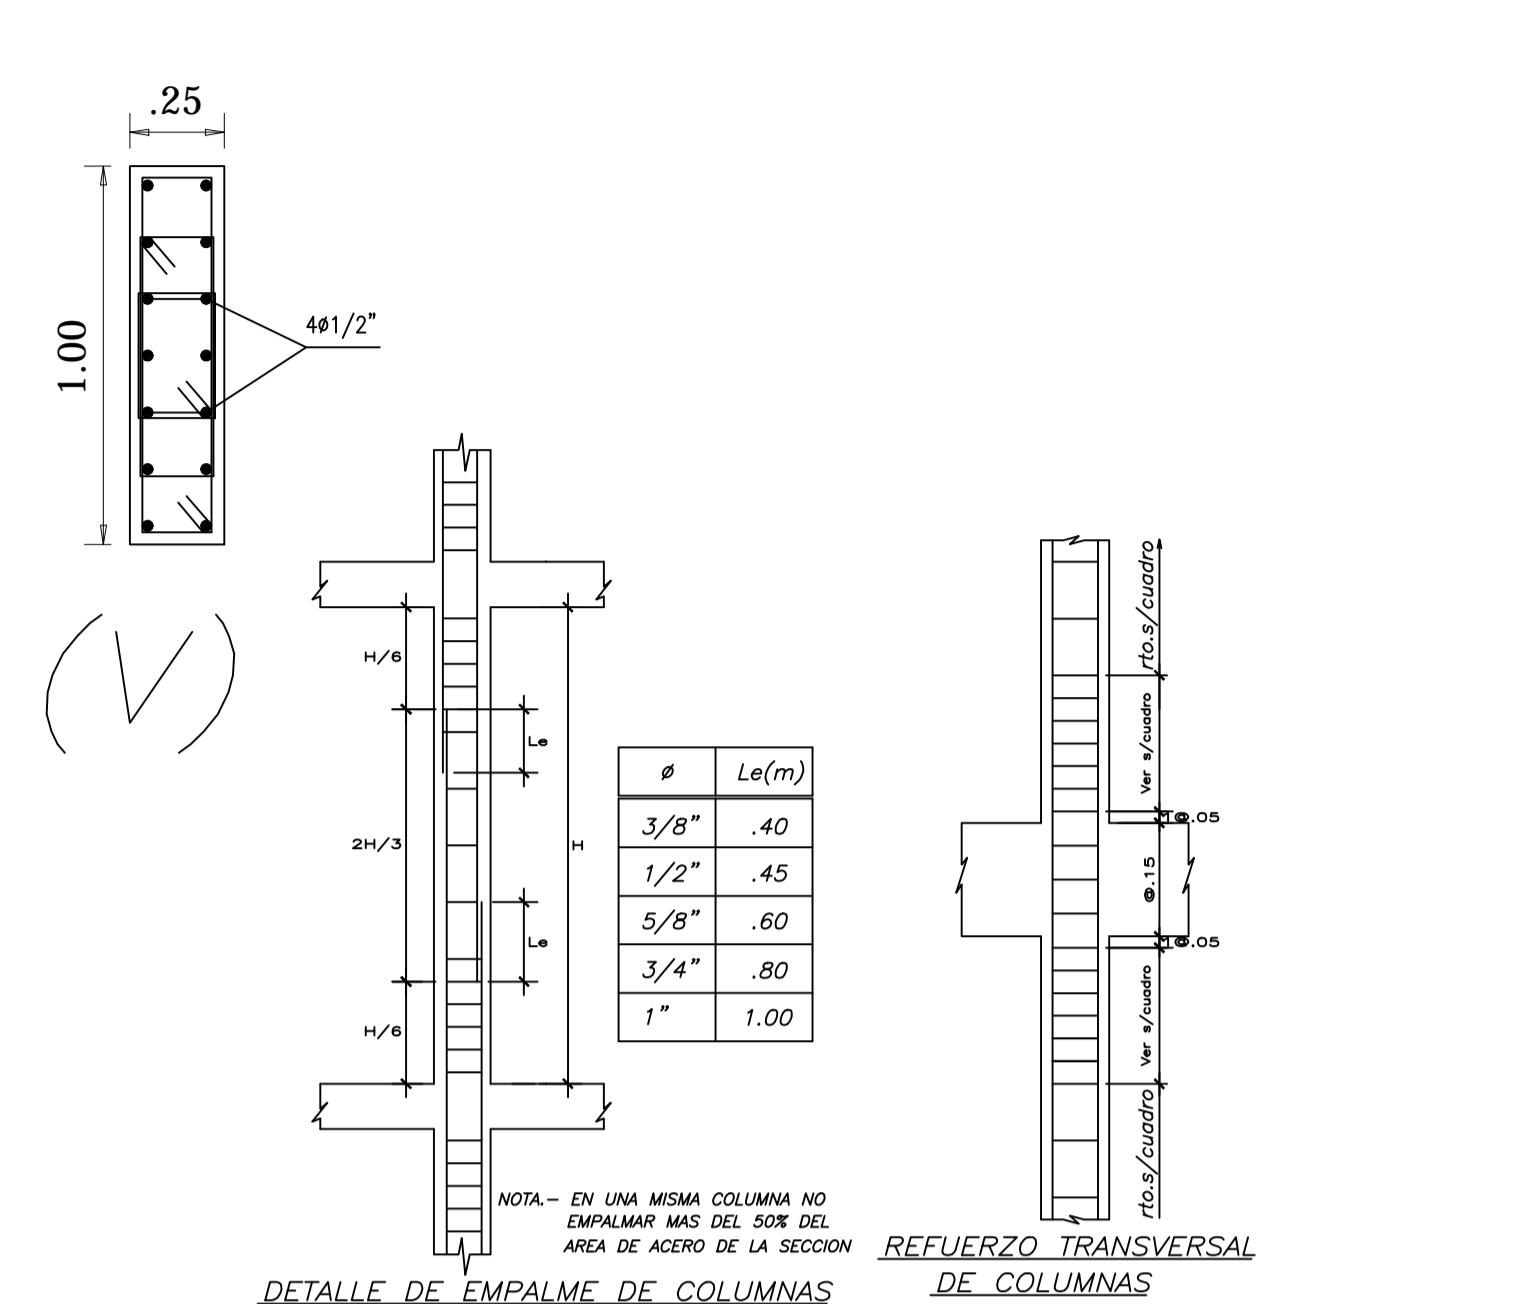 .25
1.00
4ø1/2"
H/6
2H/3
H/6
Le
Le
H
ø Le(m)
3/8" .40
1/2" .45
5/8" .60
3/4" .80
1" 1.00
NOTA.- EN UNA MISMA COLUMNA NO
EMPALMAR MAS DEL 50% DEL
AREA DE ACERO DE LA SECCION
DETALLE DE EMPALME DE COLUMNAS
rto.s/cuadro
Ver s/cuadro
1@.05
@.15
1@.05
Ver s/cuadro
rto.s/cuadro
REFUERZO TRANSVERSAL
DE COLUMNAS